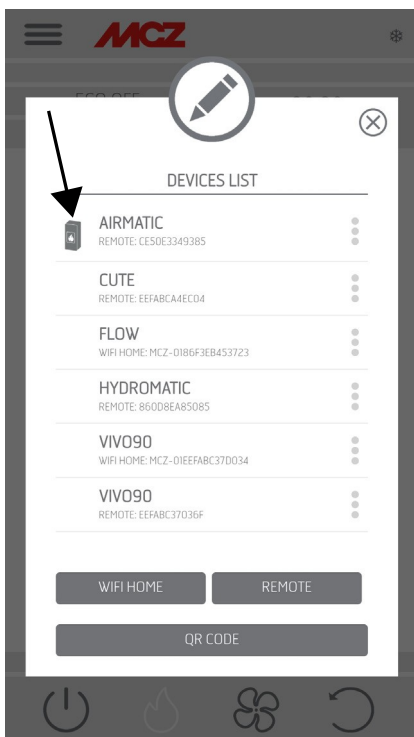 MCZ
DEVICES LIST
AIRMATIC
REMOTE: CE50E3349385
CUTE
REMOTE: EEFABCA4EC04
FLOW
WIFI HOME: MCZ-0186F3EB453723
HYDROMATIC
REMOTE: 860D8EA85085
VIVO90
WIFI HOME: MCZ-01EEFABC37D034
VIVO90
REMOTE: EEFABC37036F
WIFI HOME
REMOTE
QR CODE